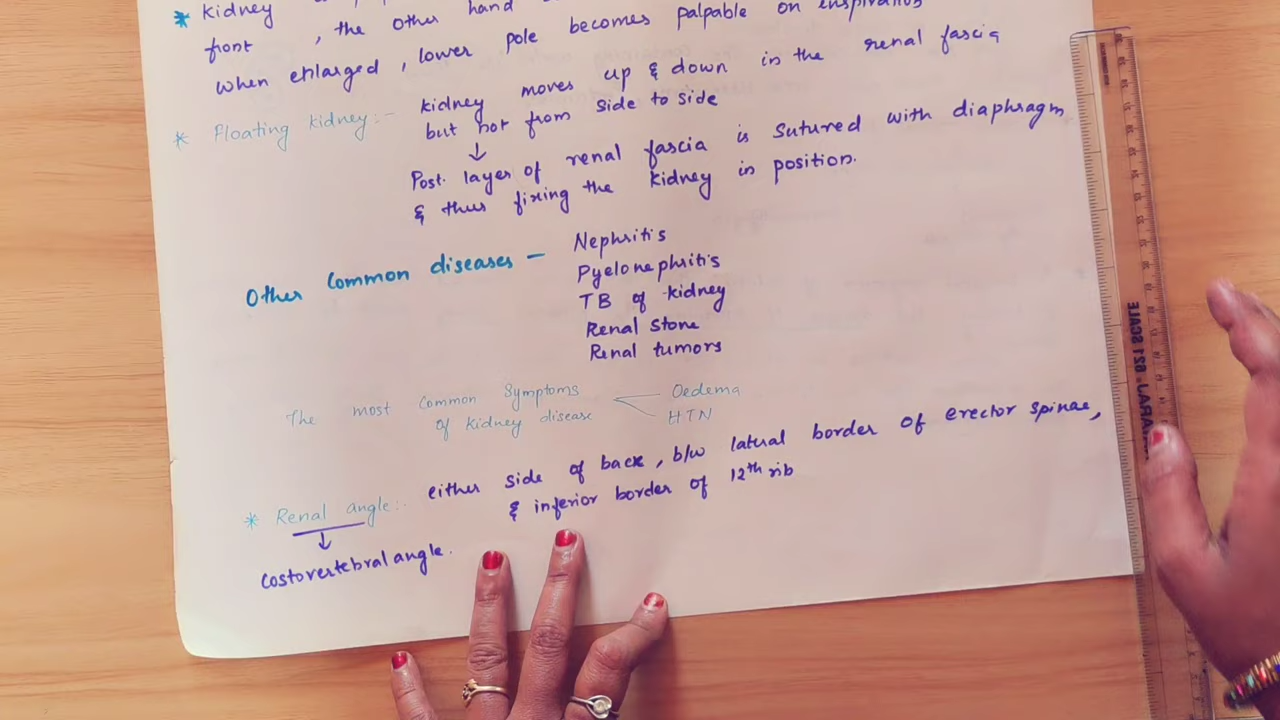 * kidney
front , the other hand
when enlarged , lower pole becomes palpable on inspiration
* Floating kidney:- kidney moves up & down in the renal fascia
but not from side to side
↓
Post. layer of renal fascia is sutured with diaphragm
& thus fixing the kidney in position.
Other Common diseases - Nephritis
Pyelonephritis
TB of kidney
Renal stone
Renal tumors
The most common Symptoms of kidney disease
Oedema
HTN
* Renal angle:- either side of back, b/w lateral border of erector spinae,
& inferior border of 12th rib
↓
Costovertebral angle.
SCALE 128